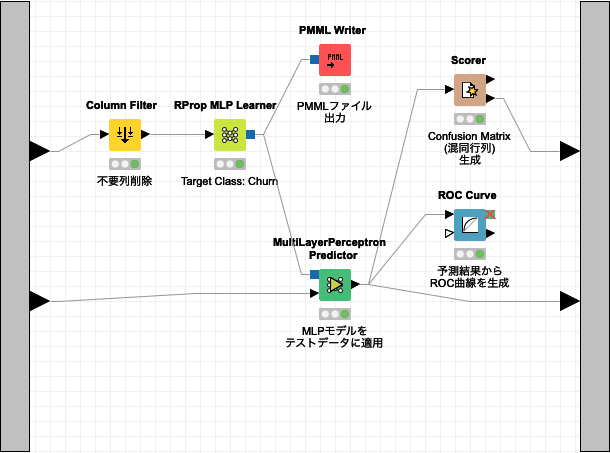 PMML Writer
PMML
PMMLファイル
出力
Scorer
Confusion Matrix
(混同行列)
生成
Column Filter
不要列削除
RProp MLP Learner
Target Class: Churn
ROC Curve
予測結果から
ROC曲線を生成
MultiLayerPerceptron
Predictor
MLPモデルを
テストデータに適用